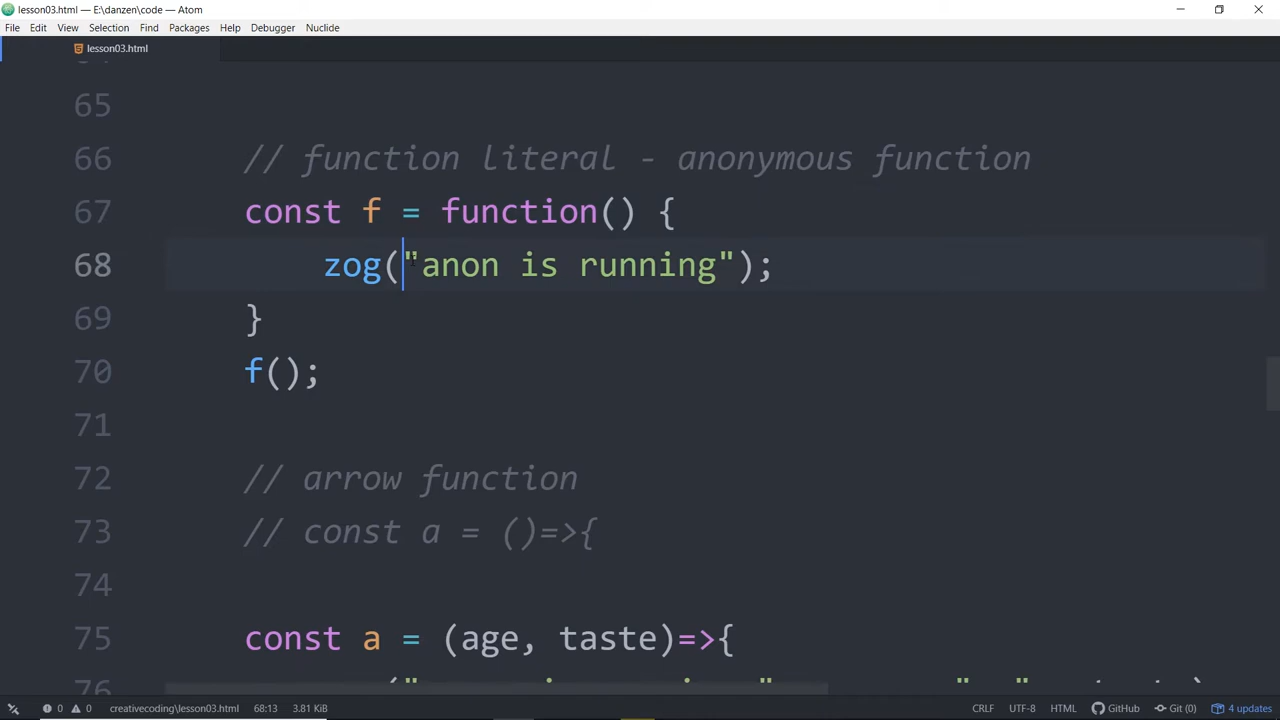 lesson03.html — E:\danzen\code — Atom
File Edit View Selection Find Packages Help Debugger Nuclide
lesson03.html
65
66 // function literal - anonymous function
67 const f = function() {
68 zog("anon is running");
69 }
70 f();
71
72 // arrow function
73 // const a = ()=>{
74
75 const a = (age, taste)=>{
76
0 0 creativecoding\lesson03.html 68:13 3.81 KiB CRLF UTF-8 HTML GitHub Git (0) 4 updates